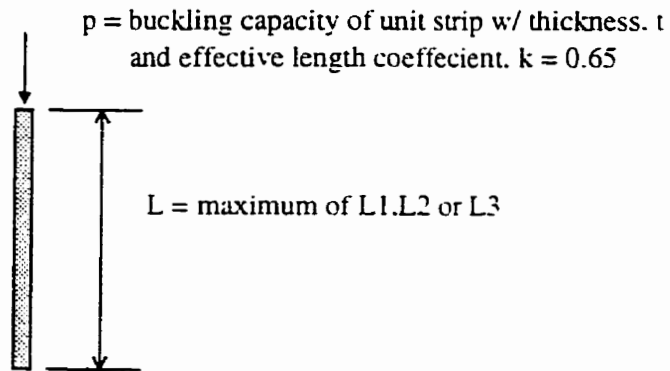 p = buckling capacity of unit strip w/ thickness. t
and effective length coeffecient. k = 0.65
L = maximum of L1.L2 or L3